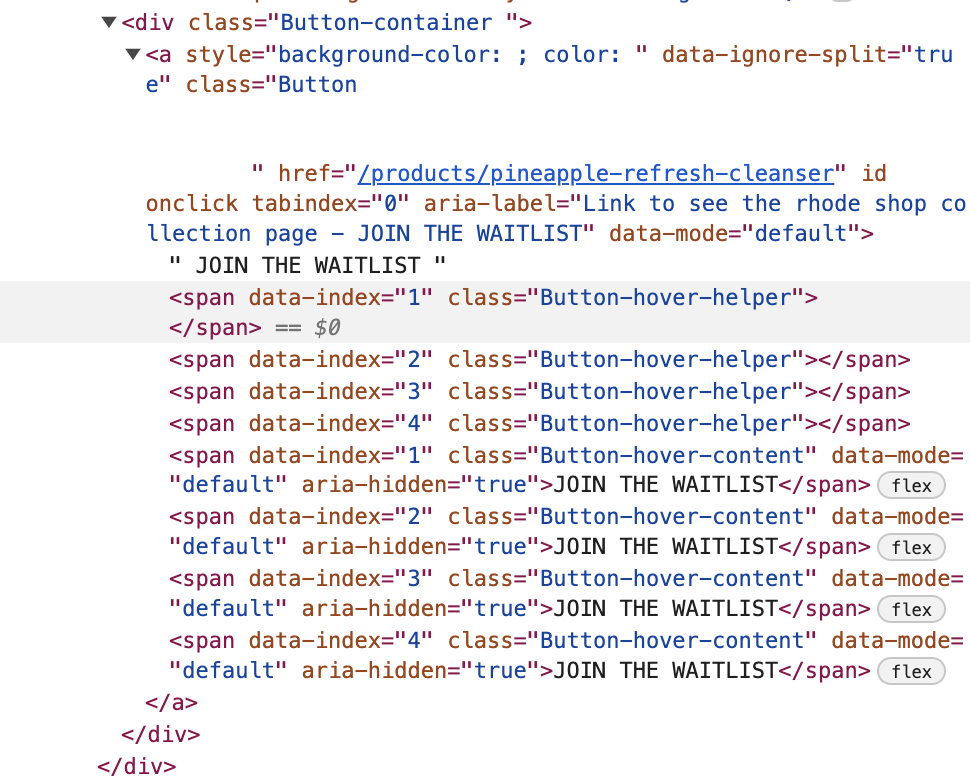 ▼<div class="Button-container ">
▼<a style="background-color: ; color: " data-ignore-split="tru
e" class="Button
" href="/products/pineapple-refresh-cleanser" id
onclick tabindex="0" aria-label="Link to see the rhode shop co
llection page – JOIN THE WAITLIST" data-mode="default">
" JOIN THE WAITLIST "
<span data-index="1" class="Button-hover-helper">
</span> == $0
<span data-index="2" class="Button-hover-helper"></span>
<span data-index="3" class="Button-hover-helper"></span>
<span data-index="4" class="Button-hover-helper"></span>
<span data-index="1" class="Button-hover-content" data-mode=
"default" aria-hidden="true">JOIN THE WAITLIST</span> flex
<span data-index="2" class="Button-hover-content" data-mode=
"default" aria-hidden="true">JOIN THE WAITLIST</span> flex
<span data-index="3" class="Button-hover-content" data-mode=
"default" aria-hidden="true">JOIN THE WAITLIST</span> flex
<span data-index="4" class="Button-hover-content" data-mode=
"default" aria-hidden="true">JOIN THE WAITLIST</span> flex
</a>
</div>
</div>